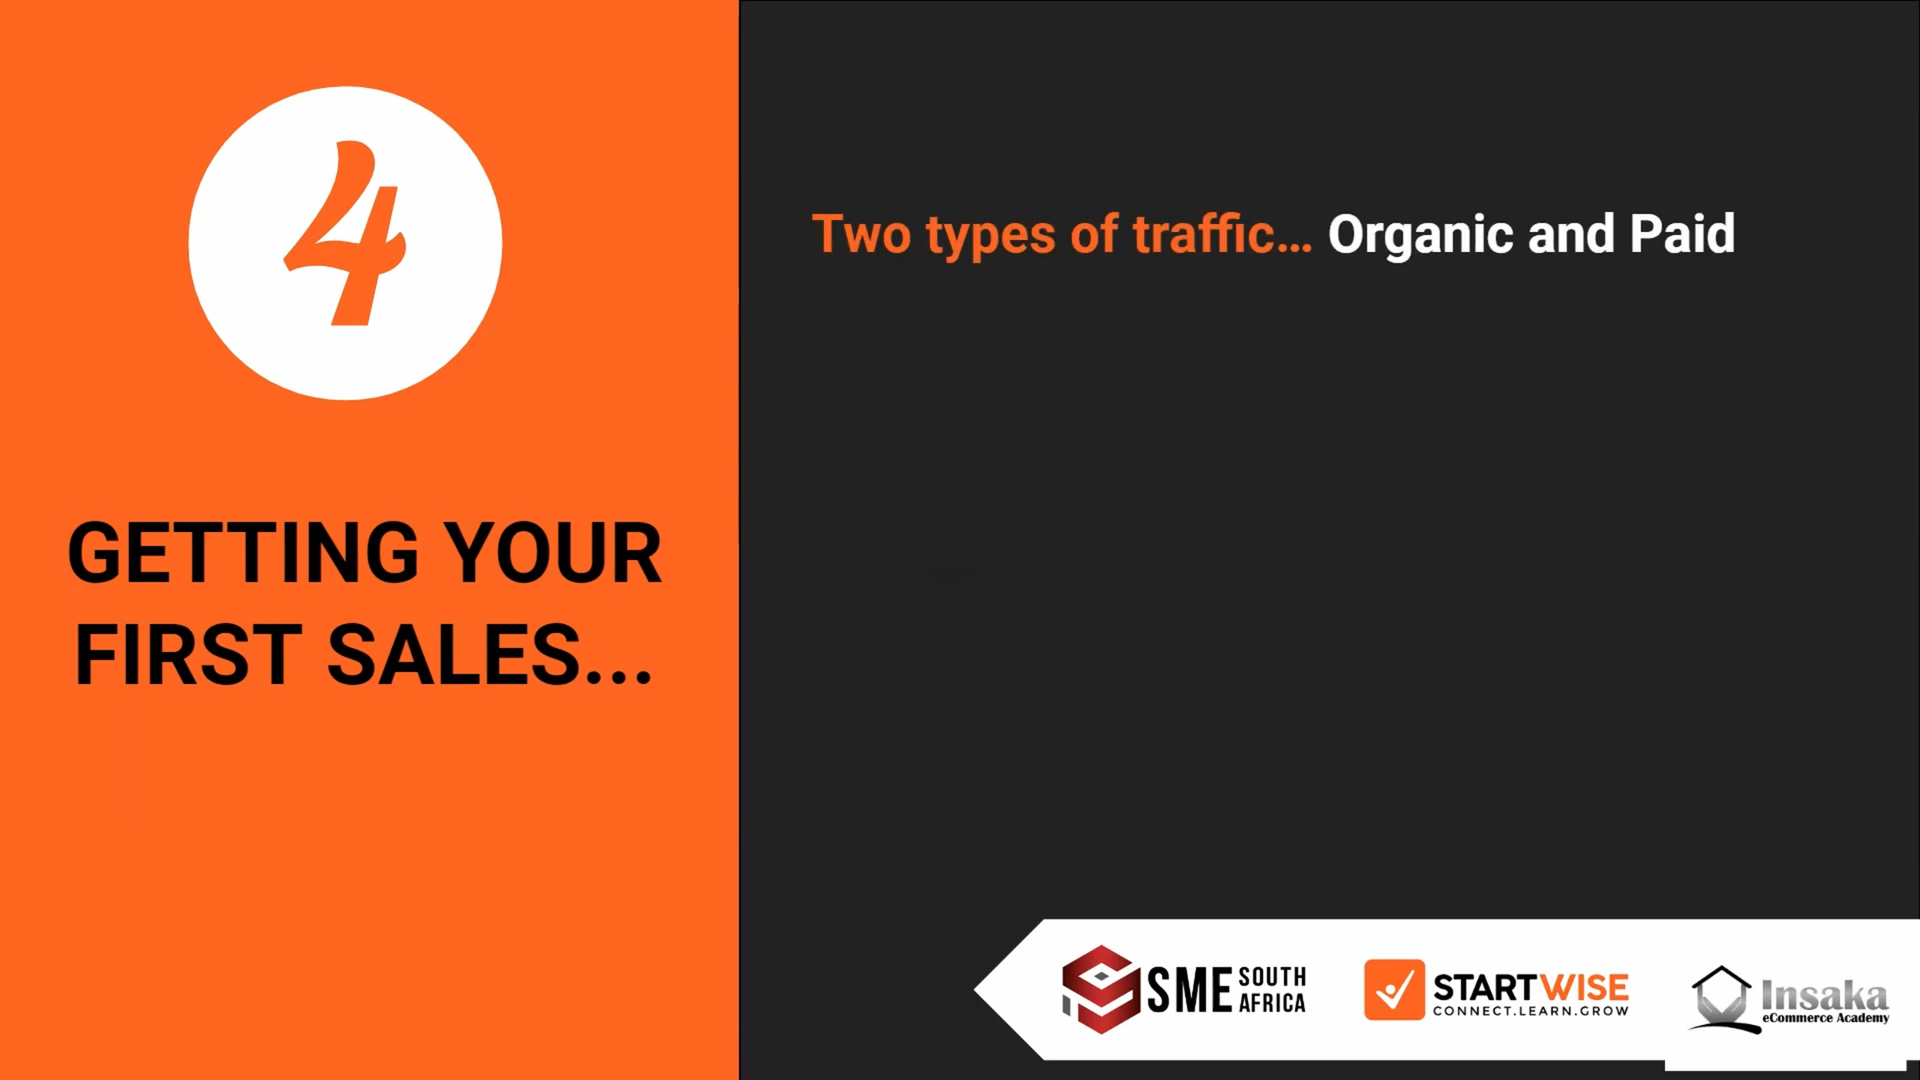 4
GETTING YOUR
FIRST SALES...
Two types of traffic... Organic and Paid
SME SOUTH AFRICA
STARTWISE
CONNECT.LEARN.GROW
Insaka
eCommerce Academy